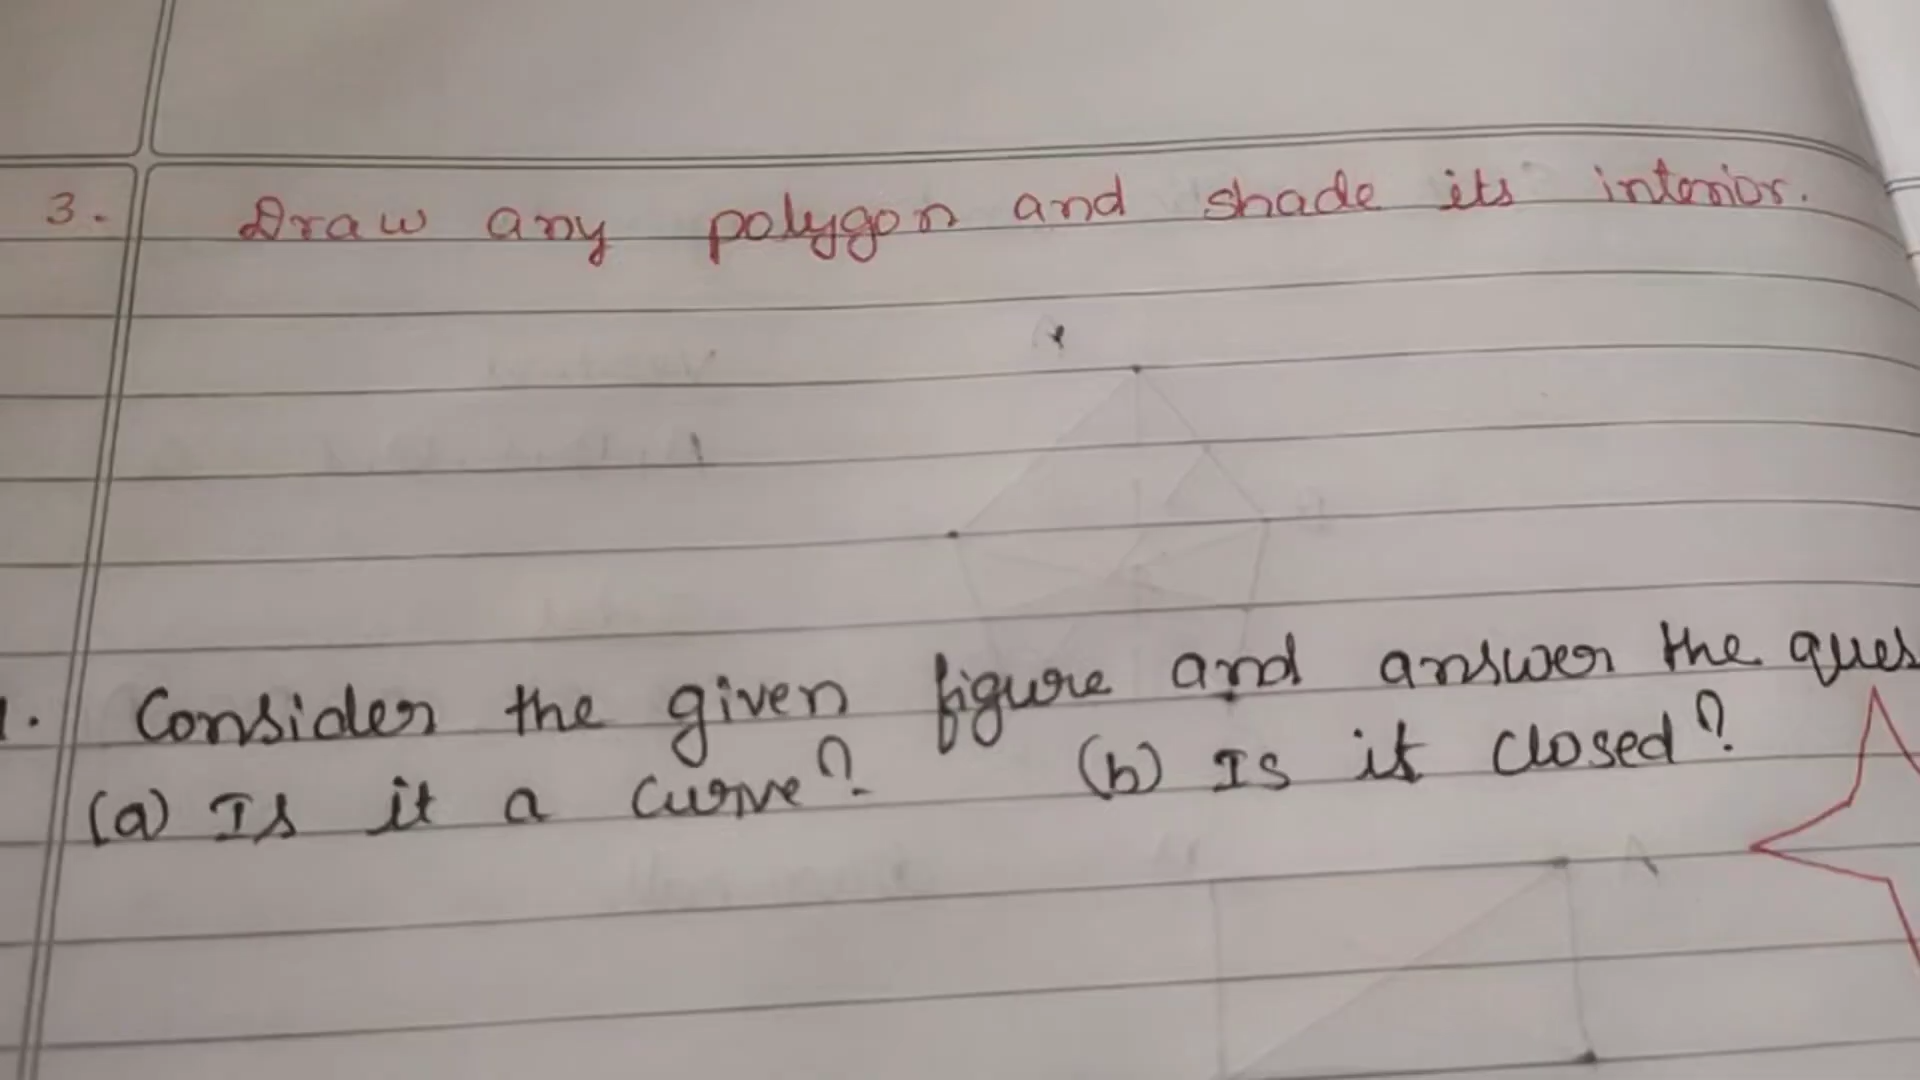 3. Draw any polygon and shade its interior.
1. Consider the given figure and answer the ques
(a) Is it a curve? (b) Is it closed?